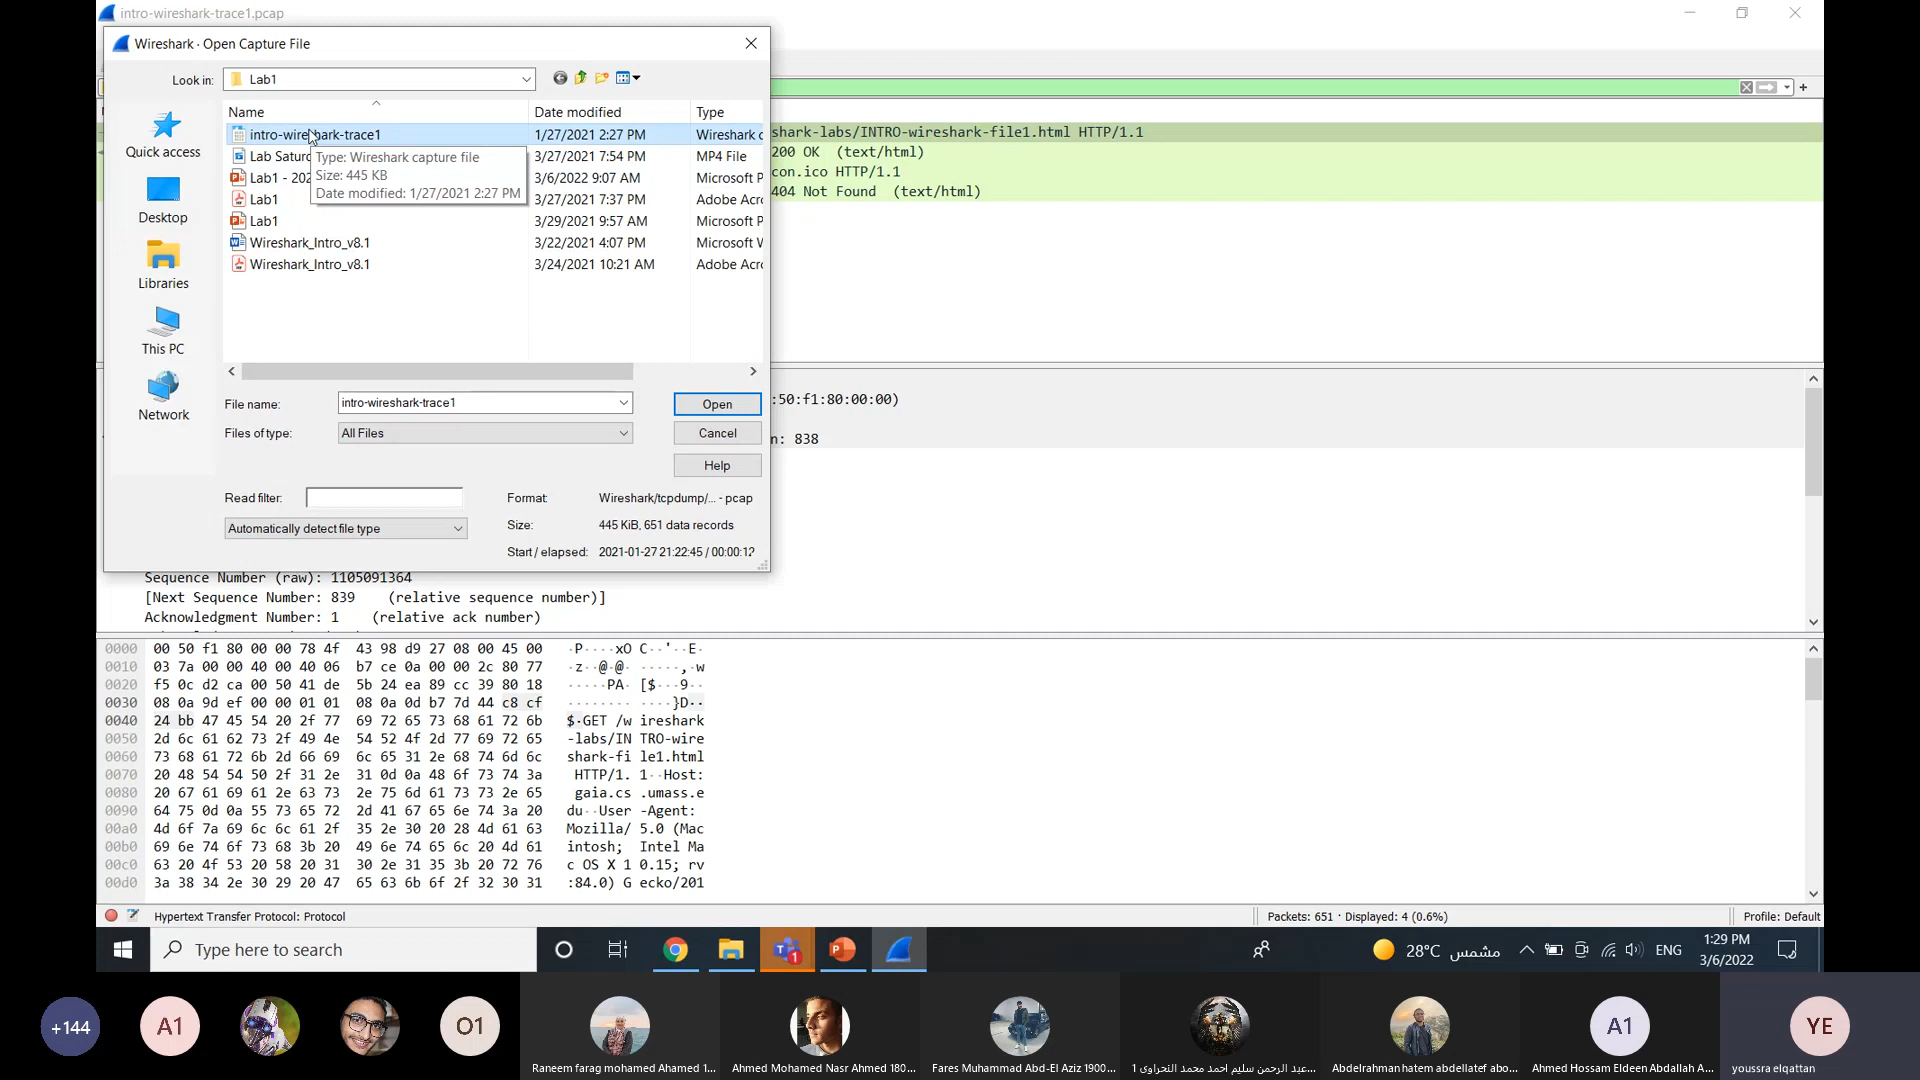 intro-wireshark-trace1.pcap
Wireshark · Open Capture File
Look in: Lab1
Name Date modified Type
intro-wireshark-trace1 1/27/2021 2:27 PM Wireshark c
Lab Satur 3/27/2021 7:54 PM MP4 File
Lab1 - 202 3/6/2022 9:07 AM Microsoft P
Lab1 3/27/2021 7:37 PM Adobe Acro
Lab1 3/29/2021 9:57 AM Microsoft P
Wireshark_Intro_v8.1 3/22/2021 4:07 PM Microsoft W
Wireshark_Intro_v8.1 3/24/2021 10:21 AM Adobe Acro
Type: Wireshark capture file
Size: 445 KB
Date modified: 1/27/2021 2:27 PM
Quick access
Desktop
Libraries
This PC
Network
File name: intro-wireshark-trace1 Open
Files of type: All Files Cancel
Help
Read filter: Format: Wireshark/tcpdump/... - pcap
Automatically detect file type Size: 445 KiB, 651 data records
Start / elapsed: 2021-01-27 21:22:45 / 00:00:12
shark-labs/INTRO-wireshark-file1.html HTTP/1.1
200 OK (text/html)
con.ico HTTP/1.1
404 Not Found (text/html)
:50:f1:80:00:00)
n: 838
Sequence Number (raw): 1105091364
[Next Sequence Number: 839 (relative sequence number)]
Acknowledgment Number: 1 (relative ack number)
0000 00 50 f1 80 00 00 78 4f 43 98 d9 27 08 00 45 00 ·P····xO C··'··E·
0010 03 7a 00 00 40 00 40 06 b7 ce 0a 00 00 2c 80 77 ·z··@·@· ·····,·w
0020 f5 0c d2 ca 00 50 41 de 5b 24 ea 89 cc 39 80 18 ·····PA· [$···9··
0030 08 0a 9d ef 00 00 01 01 08 0a 0d b7 7d 44 c8 cf ········ ····}D··
0040 24 bb 47 45 54 20 2f 77 69 72 65 73 68 61 72 6b $·GET /w ireshark
0050 2d 6c 61 62 73 2f 49 4e 54 52 4f 2d 77 69 72 65 -labs/IN TRO-wire
0060 73 68 61 72 6b 2d 66 69 6c 65 31 2e 68 74 6d 6c shark-fi le1.html
0070 20 48 54 54 50 2f 31 2e 31 0d 0a 48 6f 73 74 3a HTTP/1. 1··Host:
0080 20 67 61 69 61 2e 63 73 2e 75 6d 61 73 73 2e 65 gaia.cs .umass.e
0090 64 75 0d 0a 55 73 65 72 2d 41 67 65 6e 74 3a 20 du··User -Agent:
00a0 4d 6f 7a 69 6c 6c 61 2f 35 2e 30 20 28 4d 61 63 Mozilla/ 5.0 (Mac
00b0 69 6e 74 6f 73 68 3b 20 49 6e 74 65 6c 20 4d 61 intosh; Intel Ma
00c0 63 20 4f 53 20 58 20 31 30 2e 31 35 3b 20 72 76 c OS X 1 0.15; rv
00d0 3a 38 34 2e 30 29 20 47 65 63 6b 6f 2f 32 30 31 :84.0) G ecko/201
Hypertext Transfer Protocol: Protocol Packets: 651 · Displayed: 4 (0.6%) Profile: Default
Type here to search 1 28°C مشمس ENG 1:29 PM
3/6/2022
+144 A1 O1 A1 YE
Raneem farag mohamed Ahamed 1...
Ahmed Mohamed Nasr Ahmed 180...
Fares Muhammad Abd-El Aziz 1900...
عبد الرحمن سليم احمد محمد النحراوى 1...
Abdelrahman hatem abdellatef abo...
Ahmed Hossam Eldeen Abdallah A...
youssra elqattan